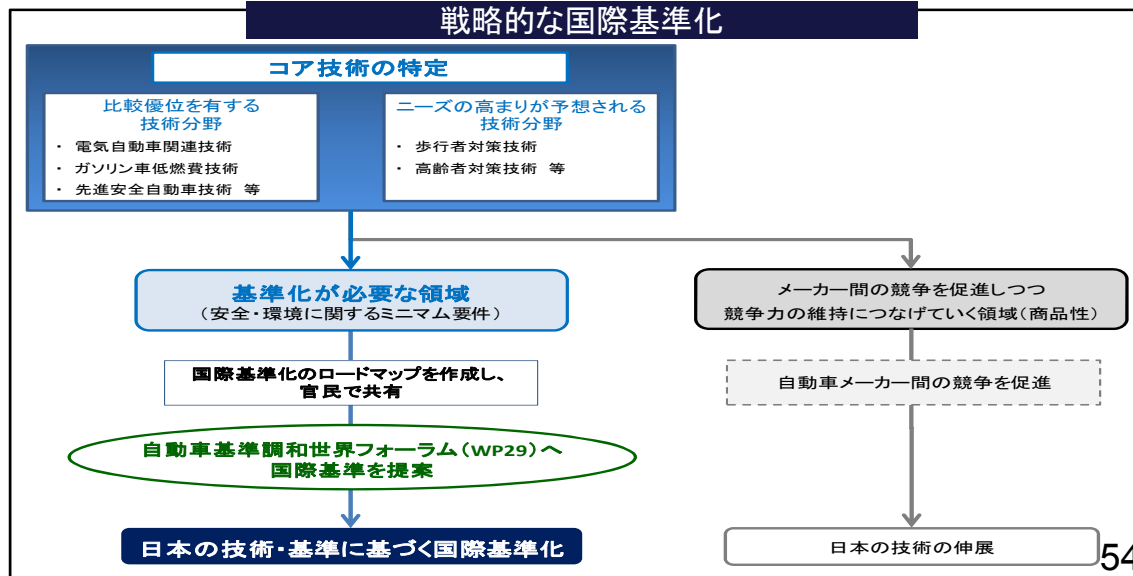 戦略的な国際基準化
コア技術の特定
比較優位を有する
技術分野
・ 電気自動車関連技術
・ ガソリン車低燃費技術
・ 先進安全自動車技術 等
ニーズの高まりが予想される
技術分野
・ 歩行者対策技術
・ 高齢者対策技術 等
基準化が必要な領域
（安全・環境に関するミニマム要件）
メーカー間の競争を促進しつつ
競争力の維持につなげていく領域（商品性）
国際基準化のロードマップを作成し、
官民で共有
自動車メーカー間の競争を促進
自動車基準調和世界フォーラム（WP29）へ
国際基準を提案
日本の技術・基準に基づく国際基準化
日本の技術の伸展
54